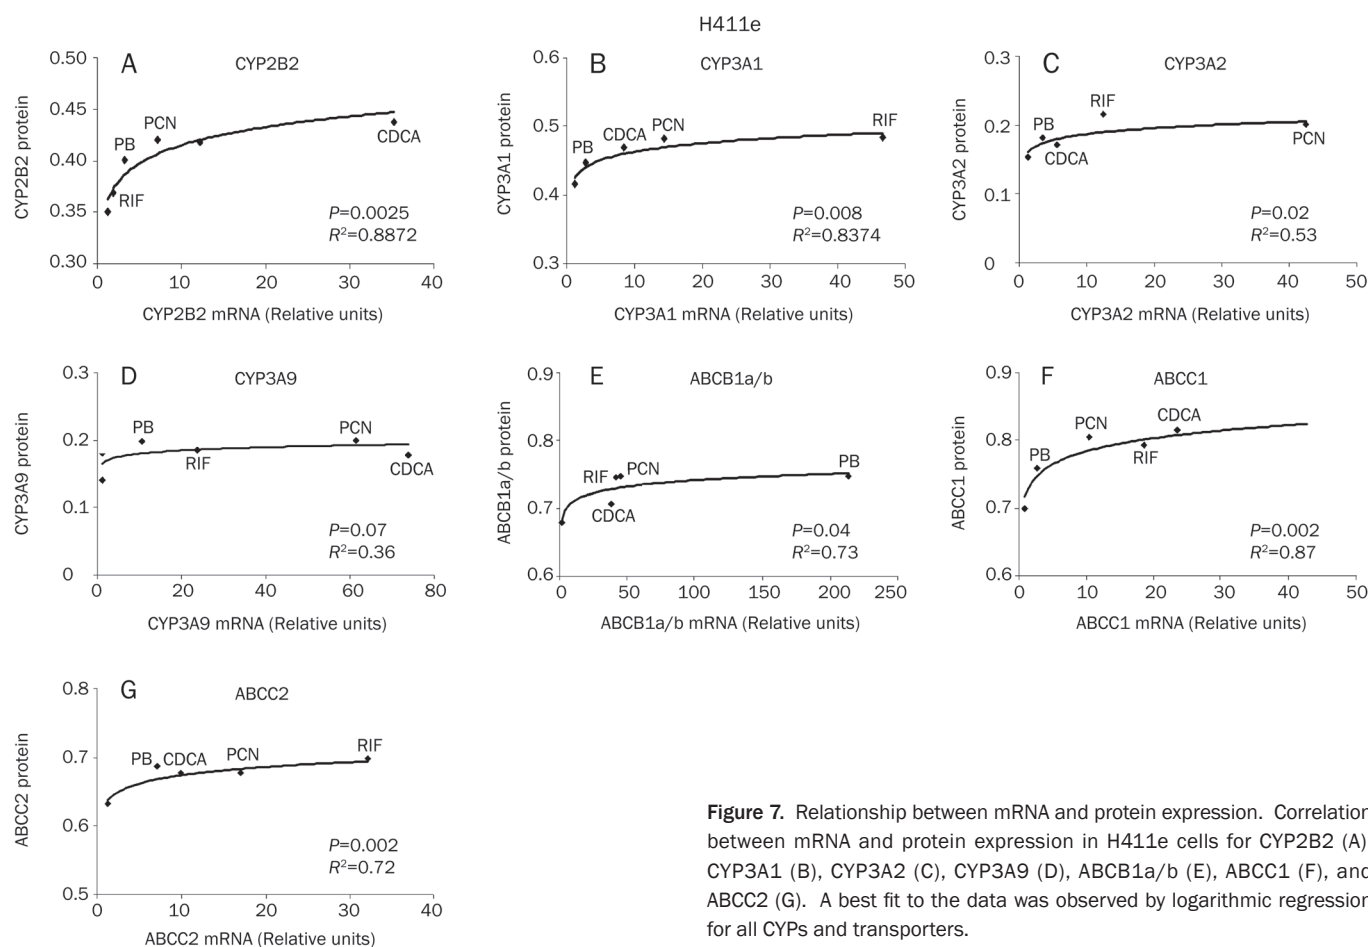 H411e
A
CYP2B2
0.50
0.45
0.40
0.35
0.30
CYP2B2 protein
PB
PCN
RIF
CDCA
P=0.0025
R²=0.8872
0 10 20 30 40
CYP2B2 mRNA (Relative units)
B
CYP3A1
0.6
0.5
0.4
0.3
CYP3A1 protein
PB
CDCA
PCN
RIF
P=0.008
R²=0.8374
0 10 20 30 40 50
CYP3A1 mRNA (Relative units)
C
CYP3A2
0.3
0.2
0.1
0
CYP3A2 protein
PB
CDCA
RIF
PCN
P=0.02
R²=0.53
0 10 20 30 40 50
CYP3A2 mRNA (Relative units)
D
CYP3A9
0.3
0.2
0.1
0
CYP3A9 protein
PB
RIF
PCN
CDCA
P=0.07
R²=0.36
0 20 40 60 80
CYP3A9 mRNA (Relative units)
E
ABCB1a/b
0.9
0.8
0.7
0.6
ABCB1a/b protein
RIF
PCN
CDCA
PB
P=0.04
R²=0.73
0 50 100 150 200 250
ABCB1a/b mRNA (Relative units)
F
ABCC1
0.9
0.8
0.7
0.6
ABCC1 protein
PB
PCN
RIF
CDCA
P=0.002
R²=0.87
0 10 20 30 40 50
ABCC1 mRNA (Relative units)
G
ABCC2
0.8
0.7
0.6
0.5
ABCC2 protein
PB
CDCA
PCN
RIF
P=0.002
R²=0.72
0 10 20 30 40
ABCC2 mRNA (Relative units)
Figure 7. Relationship between mRNA and protein expression. Correlation
between mRNA and protein expression in H411e cells for CYP2B2 (A)
CYP3A1 (B), CYP3A2 (C), CYP3A9 (D), ABCB1a/b (E), ABCC1 (F), and
ABCC2 (G). A best fit to the data was observed by logarithmic regression
for all CYPs and transporters.